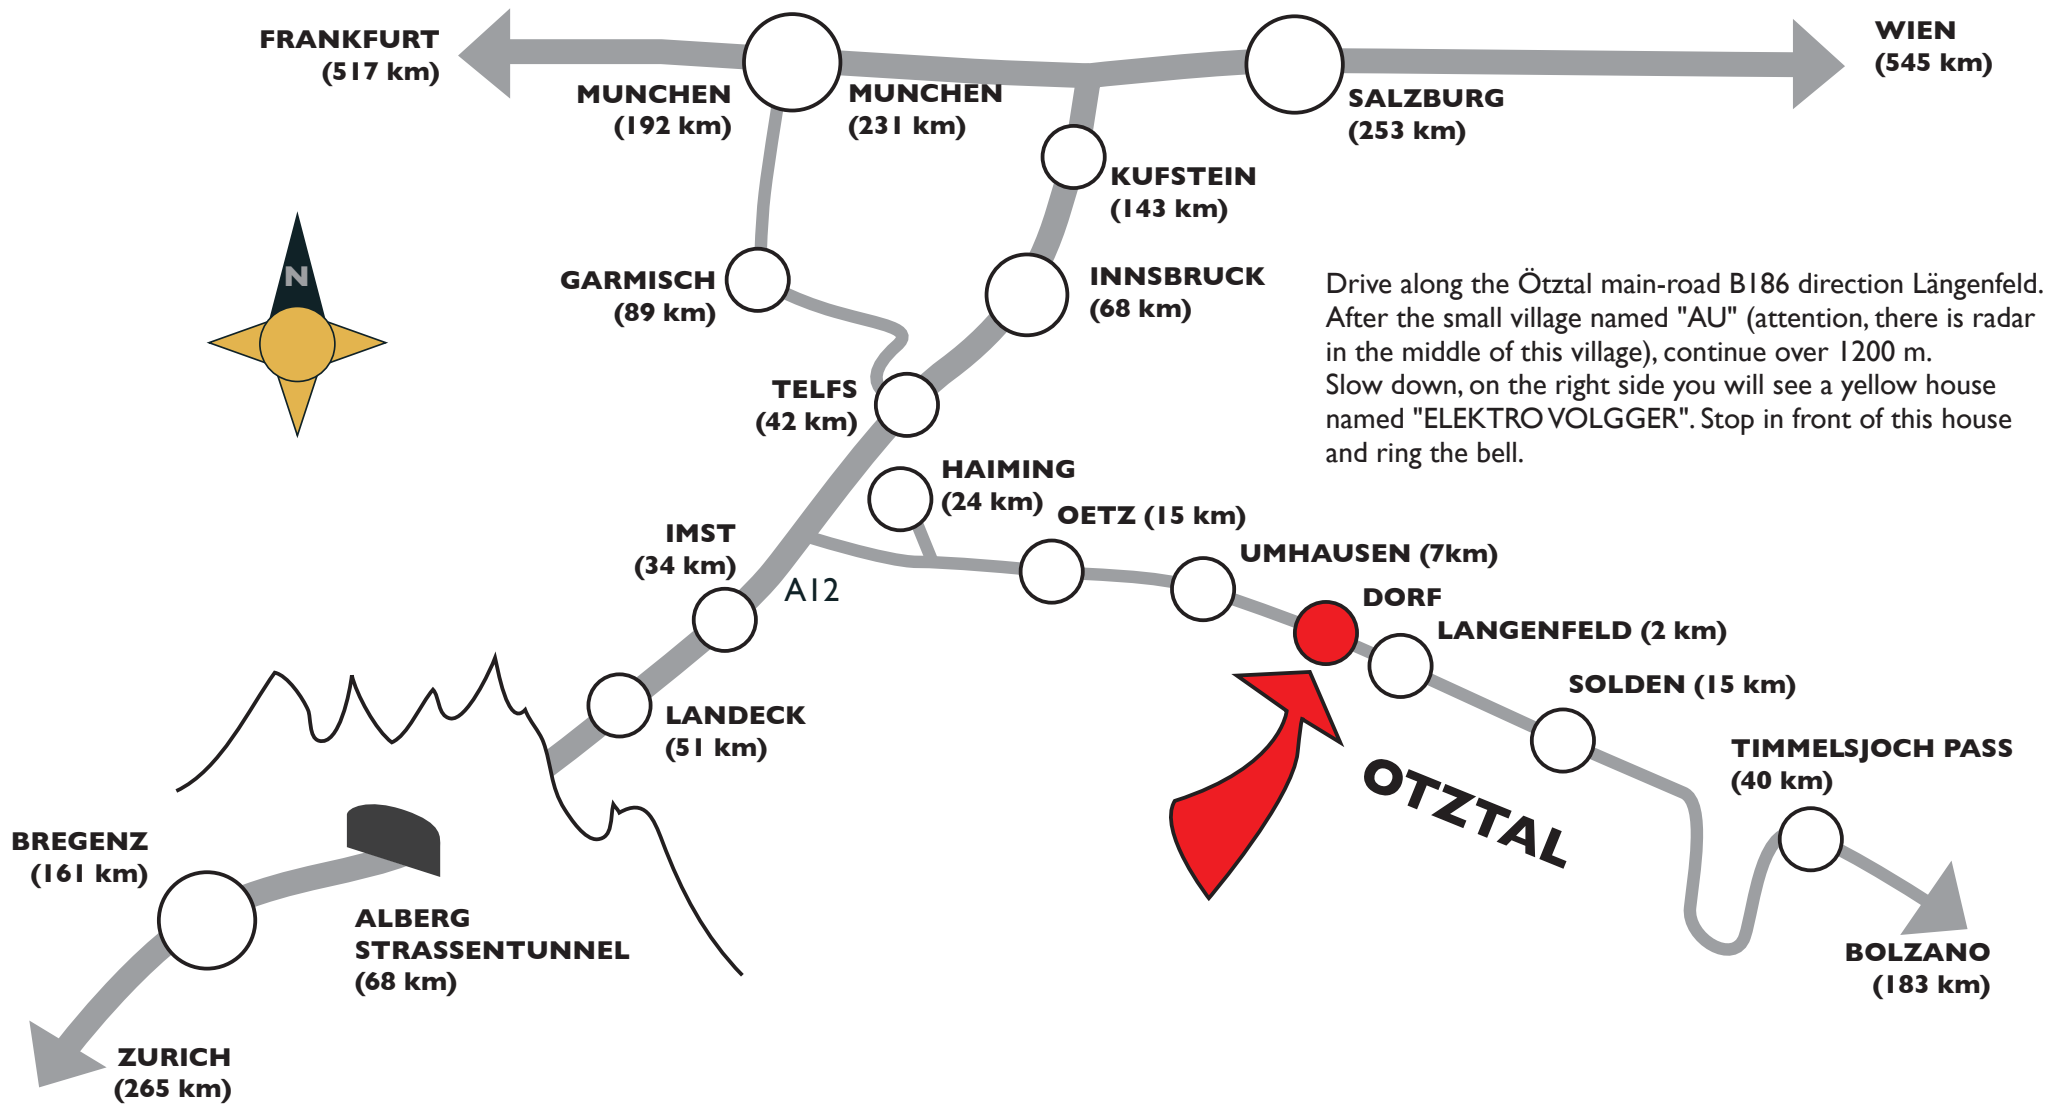 FRANKFURT
(517 km)
WIEN
(545 km)
MUNCHEN
(192 km)
MUNCHEN
(231 km)
SALZBURG
(253 km)
KUFSTEIN
(143 km)
N
GARMISCH
(89 km)
INNSBRUCK
(68 km)
Drive along the Ötztal main-road B186 direction Längenfeld.
After the small village named "AU" (attention, there is radar
in the middle of this village), continue over 1200 m.
Slow down, on the right side you will see a yellow house
named "ELEKTRO VOLGGER". Stop in front of this house
and ring the bell.
TELFS
(42 km)
HAIMING
(24 km)
OETZ (15 km)
IMST
(34 km)
UMHAUSEN (7km)
A12
DORF
LANGENFELD (2 km)
SOLDEN (15 km)
LANDECK
(51 km)
TIMMELSJOCH PASS
(40 km)
OTZTAL
BREGENZ
(161 km)
ALBERG
STRASSENTUNNEL
(68 km)
BOLZANO
(183 km)
ZURICH
(265 km)